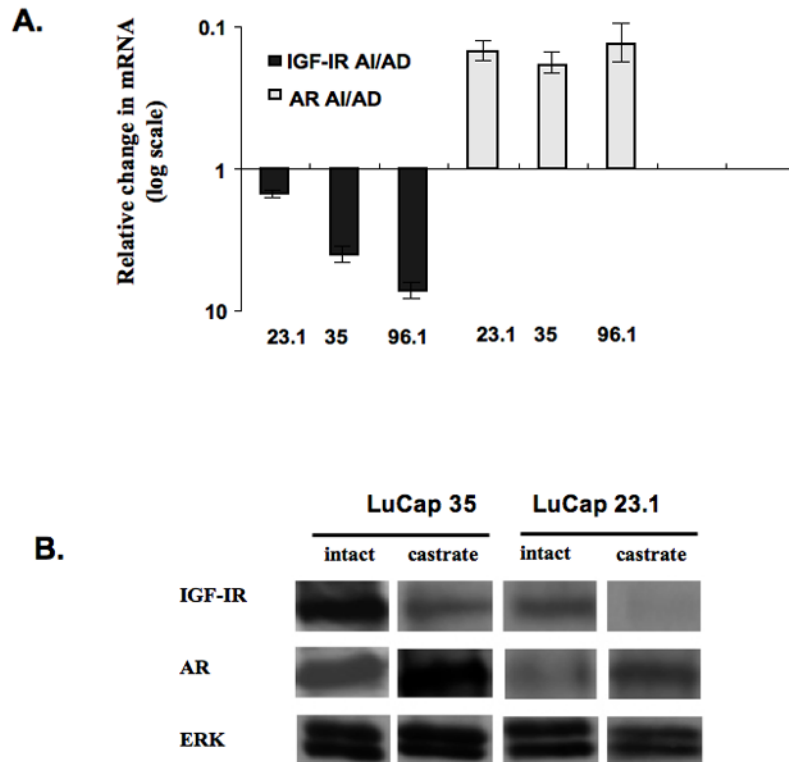 A.
Relative change in mRNA
(log scale)
0.1
1
10
IGF-IR AI/AD
AR AI/AD
23.1 35 96.1 23.1 35 96.1
B.
LuCap 35 LuCap 23.1
intact castrate intact castrate
IGF-IR
AR
ERK